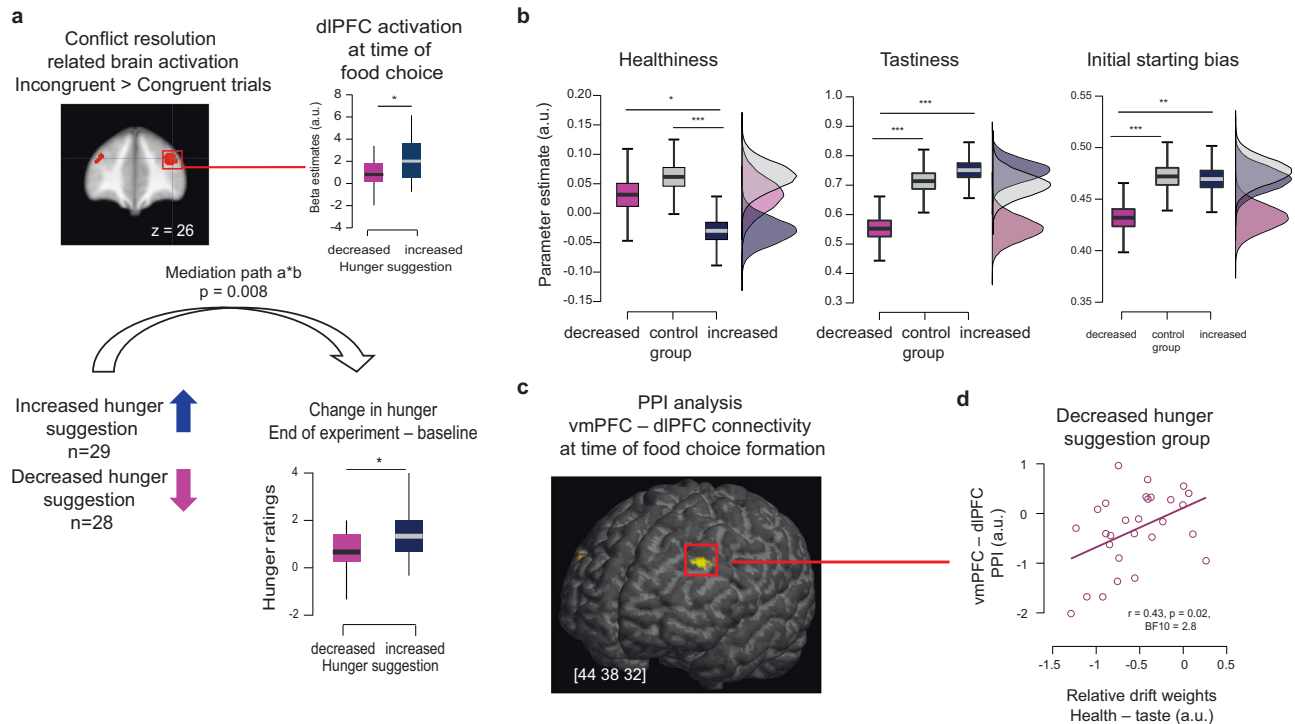 a
Conflict resolution
related brain activation
Incongruent > Congruent trials
z = 26
dlPFC activation
at time of
food choice
Beta estimates (a.u.)
8
6
4
2
0
-2
-4
*
decreased
increased
Hunger suggestion
Mediation path a*b
p = 0.008
Increased hunger
suggestion
n=29
Decreased hunger
suggestion
n=28
Change in hunger
End of experiment – baseline
Hunger ratings
4
2
0
-2
*
decreased
increased
Hunger suggestion
b
Healthiness
Parameter estimate (a.u.)
0.20
0.15
0.10
0.05
0.00
-0.05
-0.10
-0.15
*
***
decreased
control
group
increased
Tastiness
1.0
0.9
0.8
0.7
0.6
0.5
0.4
0.3
***
***
decreased
control
group
increased
Initial starting bias
0.55
0.50
0.45
0.40
0.35
**
***
decreased
control
group
increased
c
PPI analysis
vmPFC – dlPFC connectivity
at time of food choice formation
[44 38 32]
d
Decreased hunger
suggestion group
vmPFC – dlPFC
PPI (a.u.)
1
0
-1
-2
r = 0.43, p = 0.02,
BF10 = 2.8
-1.5
-1
-0.5
0
0.5
Relative drift weights
Health – taste (a.u.)